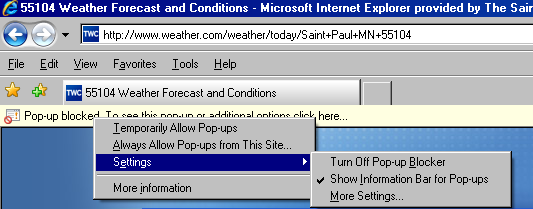 55104 Weather Forecast and Conditions - Microsoft Internet Explorer provided by The Sain
TWC http://www.weather.com/weather/today/Saint+Paul+MN+55104
File Edit View Favorites Tools Help
TWC 55104 Weather Forecast and Conditions
Pop-up blocked. To see this pop-up or additional options click here...
Temporarily Allow Pop-ups
Always Allow Pop-ups from This Site...
Settings
Turn Off Pop-up Blocker
Show Information Bar for Pop-ups
More information
More Settings...